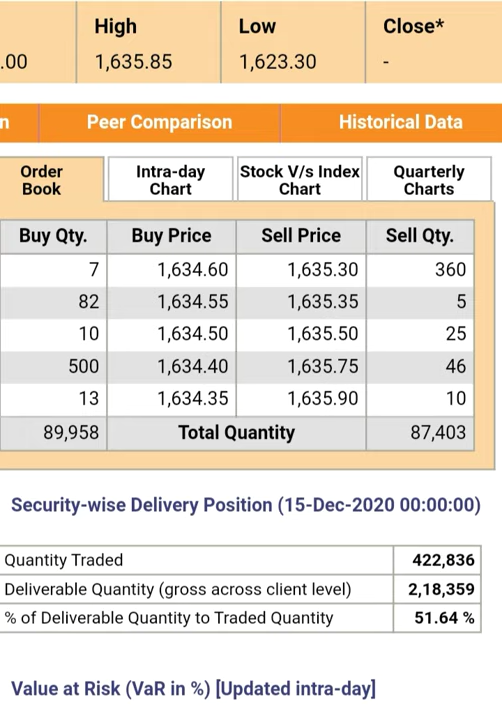 High Low Close*
.00 1,635.85 1,623.30 -
n Peer Comparison Historical Data
Order Book Intra-day Chart Stock V/s Index Chart Quarterly Charts
Buy Qty. Buy Price Sell Price Sell Qty.
7 1,634.60 1,635.30 360
82 1,634.55 1,635.35 5
10 1,634.50 1,635.50 25
500 1,634.40 1,635.75 46
13 1,634.35 1,635.90 10
89,958 Total Quantity 87,403
Security-wise Delivery Position (15-Dec-2020 00:00:00)
Quantity Traded 422,836
Deliverable Quantity (gross across client level) 2,18,359
% of Deliverable Quantity to Traded Quantity 51.64 %
Value at Risk (VaR in %) [Updated intra-day]